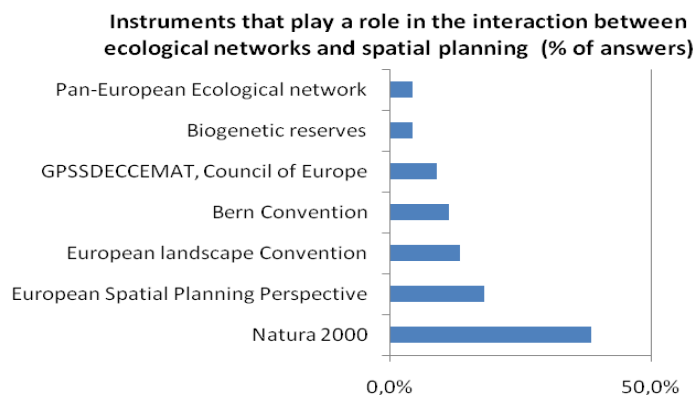 Instruments that play a role in the interaction between
ecological networks and spatial planning (% of answers)
Pan-European Ecological network
Biogenetic reserves
GPSSDECCEMAT, Council of Europe
Bern Convention
European landscape Convention
European Spatial Planning Perspective
Natura 2000
0,0% 50,0%